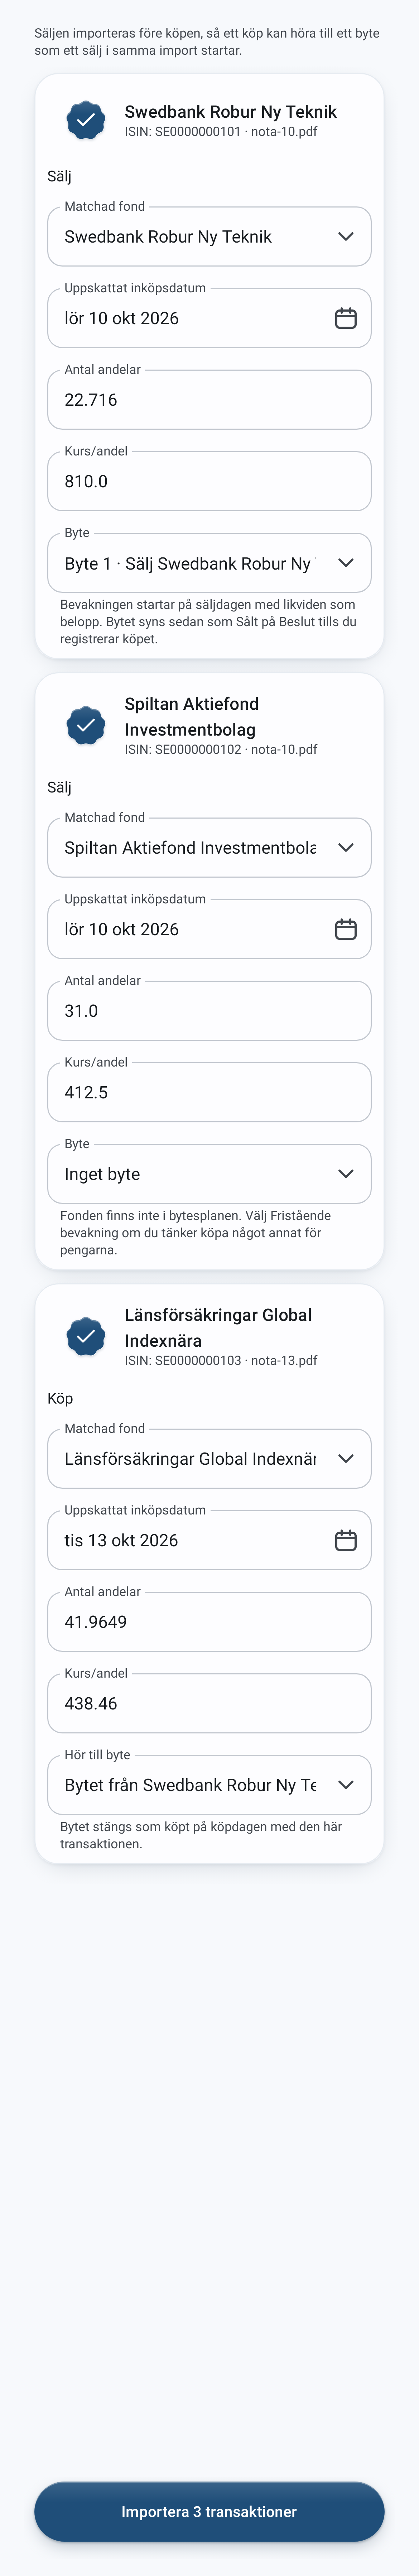 Säljen importeras före köpen, så ett köp kan höra till ett byte
som ett sälj i samma import startar.
Swedbank Robur Ny Teknik
ISIN: SE0000000101 · nota-10.pdf
Sälj
Matchad fond
Swedbank Robur Ny Teknik
Uppskattat inköpsdatum
lör 10 okt 2026
Antal andelar
22.716
Kurs/andel
810.0
Byte
Byte 1 · Sälj Swedbank Robur Ny
Bevakningen startar på säljdagen med likviden som
belopp. Bytet syns sedan som Sålt på Beslut tills du
registrerar köpet.
Spiltan Aktiefond
Investmentbolag
ISIN: SE0000000102 · nota-10.pdf
Sälj
Matchad fond
Spiltan Aktiefond Investmentbola
Uppskattat inköpsdatum
lör 10 okt 2026
Antal andelar
31.0
Kurs/andel
412.5
Byte
Inget byte
Fonden finns inte i bytesplanen. Välj Fristående
bevakning om du tänker köpa något annat för
pengarna.
Länsförsäkringar Global
Indexnära
ISIN: SE0000000103 · nota-13.pdf
Köp
Matchad fond
Länsförsäkringar Global Indexnär
Uppskattat inköpsdatum
tis 13 okt 2026
Antal andelar
41.9649
Kurs/andel
438.46
Hör till byte
Bytet från Swedbank Robur Ny Te
Bytet stängs som köpt på köpdagen med den här
transaktionen.
Importera 3 transaktioner